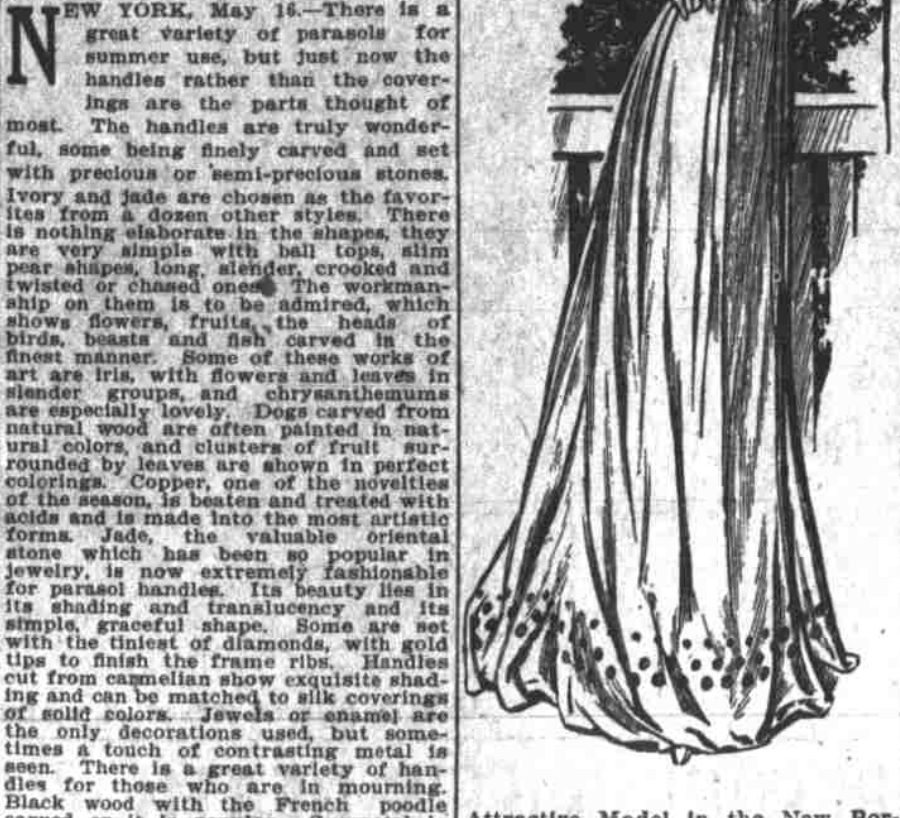 NEW YORK, May 16.—There is a
great variety of parasols for
summer use, but just now the
handles rather than the cover-
ings are the parts thought of
most. The handles are truly wonder-
ful, some being finely carved and set
with precious or semi-precious stones.
Ivory and jade are chosen as the favor-
ites from a dozen other styles. There
is nothing elaborate in the shapes, they
are very simple with ball tops, slim
pear shapes, long, slender, crooked and
twisted or chased ones. The workman-
ship on them is to be admired, which
shows flowers, fruits, the heads of
birds, beasts and fish carved in the
finest manner. Some of these works of
art are iris, with flowers and leaves in
slender groups, and chrysanthemums
are especially lovely. Dogs carved from
natural wood are often painted in nat-
ural colors, and clusters of fruit sur-
rounded by leaves are shown in perfect
colorings. Copper, one of the novelties
of the season, is beaten and treated with
acids and is made into the most artistic
forms. Jade, the valuable oriental
stone which has been so popular in
jewelry, is now extremely fashionable
for parasol handles. Its beauty lies in
its shading and translucency and its
simple, graceful shape. Some are set
with the tiniest of diamonds, with gold
tips to finish the frame ribs. Handles
cut from carnelian show exquisite shad-
ing and can be matched to silk coverings
of solid colors. Jewels or enamel are
the only decorations used, but some-
times a touch of contrasting metal is
seen. There is a great variety of han-
dles for those who are in mourning.
Black wood with the French poodle
Attractive Model in the New Bor-